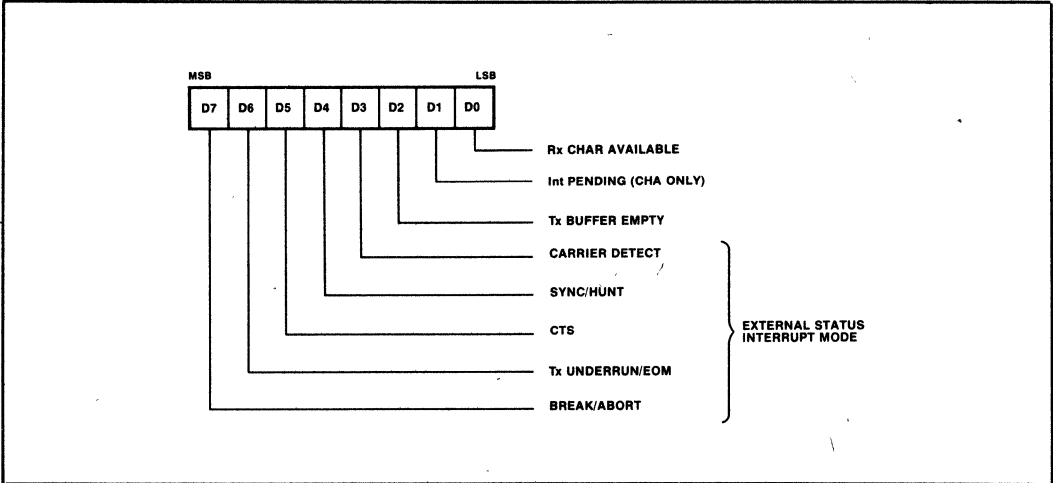 MSB LSB
D7 D6 D5 D4 D3 D2 D1 D0
Rx CHAR AVAILABLE
Int PENDING (CHA ONLY)
Tx BUFFER EMPTY
CARRIER DETECT
SYNC/HUNT
CTS
Tx UNDERRUN/EOM
BREAK/ABORT
EXTERNAL STATUS
INTERRUPT MODE